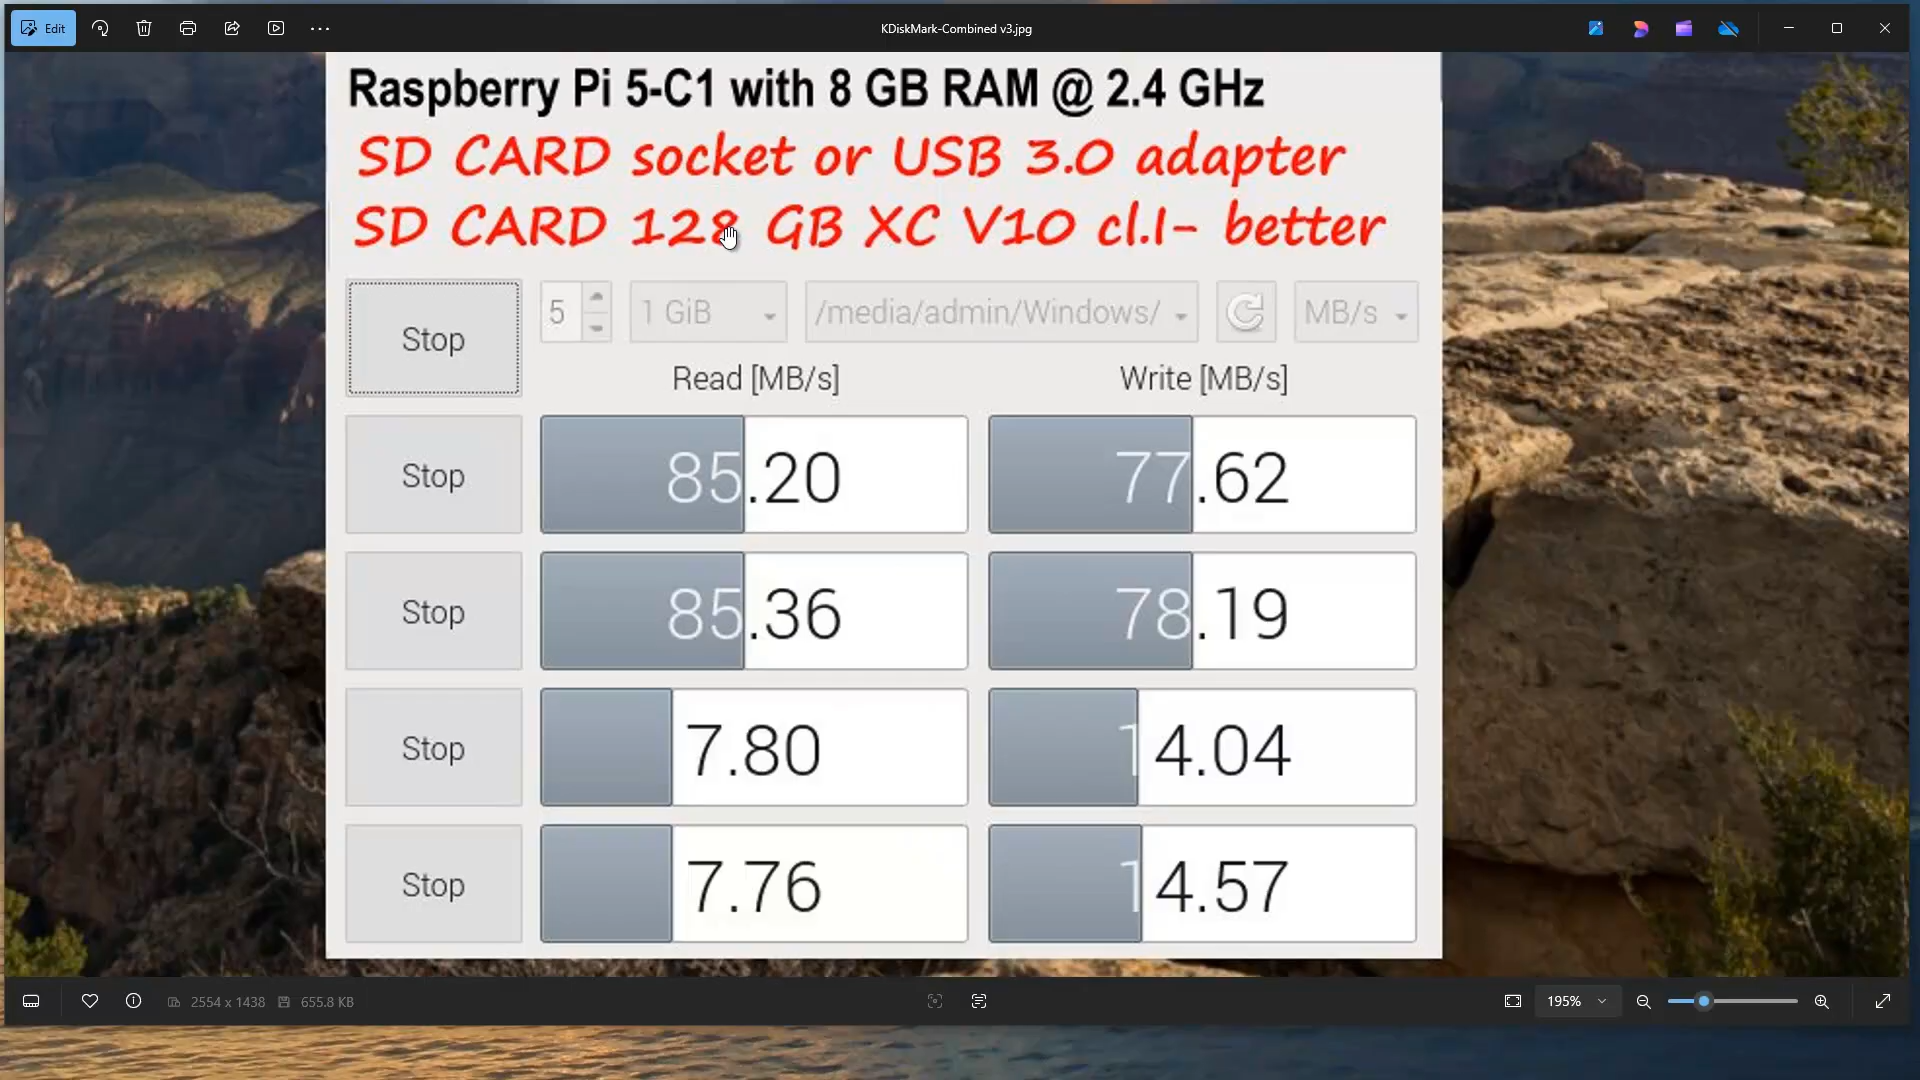 Edit
KDiskMark-Combined v3.jpg
Raspberry Pi 5-C1 with 8 GB RAM @ 2.4 GHz
SD CARD socket or USB 3.0 adapter
SD CARD 128 GB XC V10 cl.I- better
Stop 5 1 GiB /media/admin/Windows/ MB/s
Read [MB/s] Write [MB/s]
Stop 85.20 77.62
Stop 85.36 78.19
Stop 7.80 14.04
Stop 7.76 14.57
2554 x 1438 655.8 KB 195%